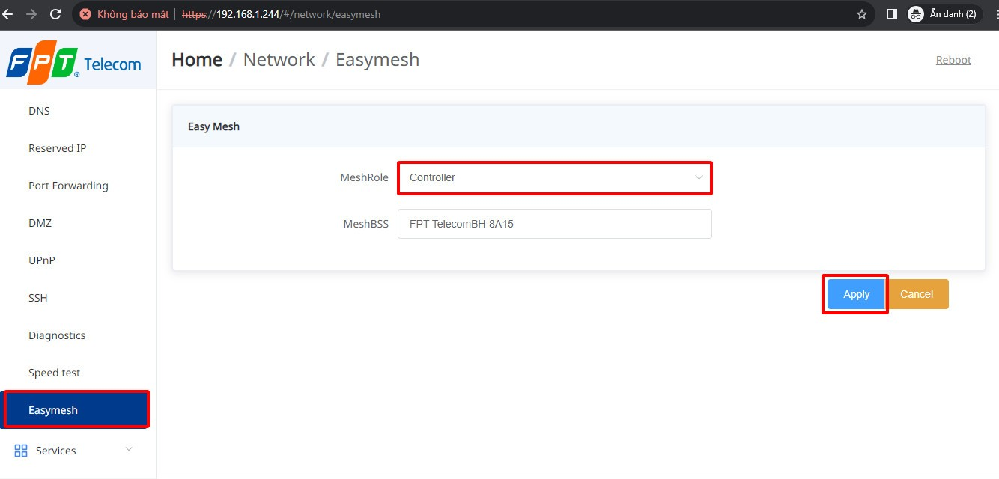 Không bảo mật https://192.168.1.244/#/network/easymesh Ẩn danh (2)
FPT® Telecom
Home / Network / Easymesh
Reboot
DNS
Reserved IP
Port Forwarding
DMZ
UPnP
SSH
Diagnostics
Speed test
Easymesh
Services
Easy Mesh
MeshRole Controller
MeshBSS FPT TelecomBH-8A15
Apply Cancel